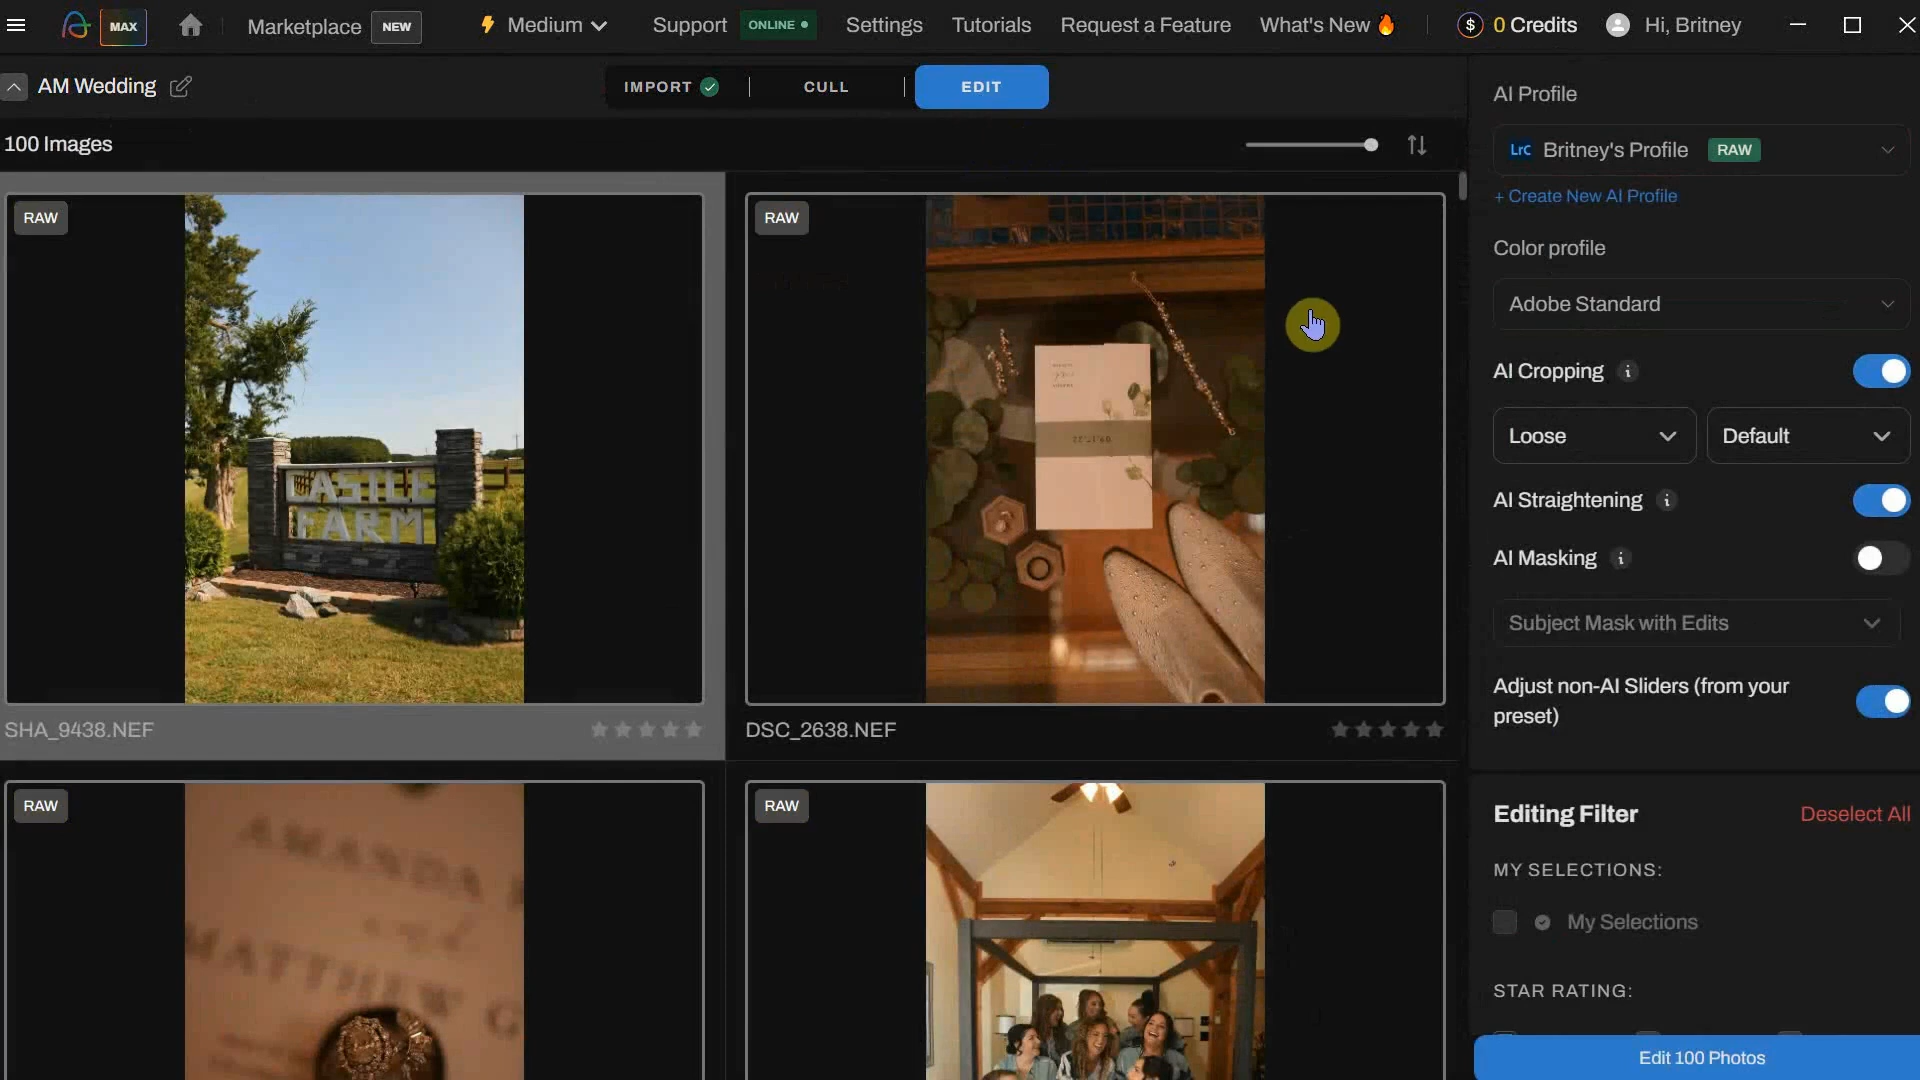 MAX
Marketplace NEW
Medium
Support ONLINE
Settings
Tutorials
Request a Feature
What's New
$ 0 Credits
Hi, Britney
AM Wedding
IMPORT
CULL
EDIT
100 Images
RAW
CASTLE
FARM
SHA_9438.NEF
RAW
DSC_2638.NEF
RAW
AMANDA
MATTHEW G
RAW
AI Profile
LrC Britney's Profile RAW
+ Create New AI Profile
Color profile
Adobe Standard
AI Cropping i
Loose
Default
AI Straightening i
AI Masking i
Subject Mask with Edits
Adjust non-AI Sliders (from your
preset)
Editing Filter
Deselect All
MY SELECTIONS:
My Selections
STAR RATING:
Edit 100 Photos